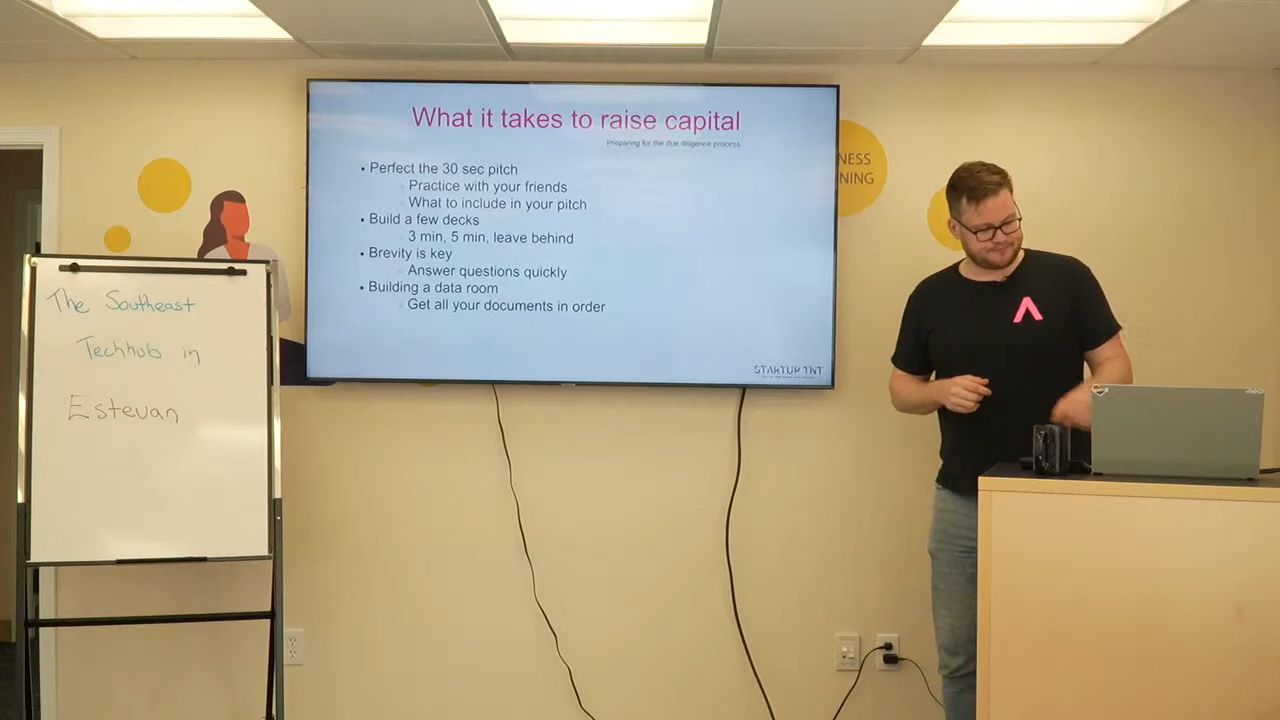 What it takes to raise capital
Preparing for the due diligence process
• Perfect the 30 sec pitch
○ Practice with your friends
○ What to include in your pitch
• Build a few decks
○ 3 min, 5 min, leave behind
• Brevity is key
○ Answer questions quickly
• Building a data room
○ Get all your documents in order
STARTUP TNT
The Southeast
Techhub in
Estevan
NESS
NING